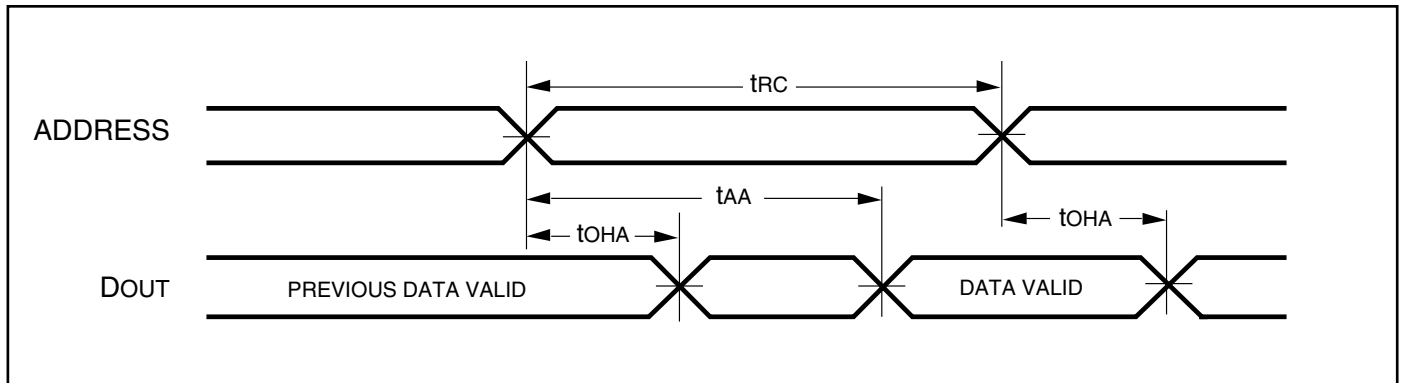 tRC
ADDRESS
tAA
tOHA
tOHA
DOUT
PREVIOUS DATA VALID
DATA VALID